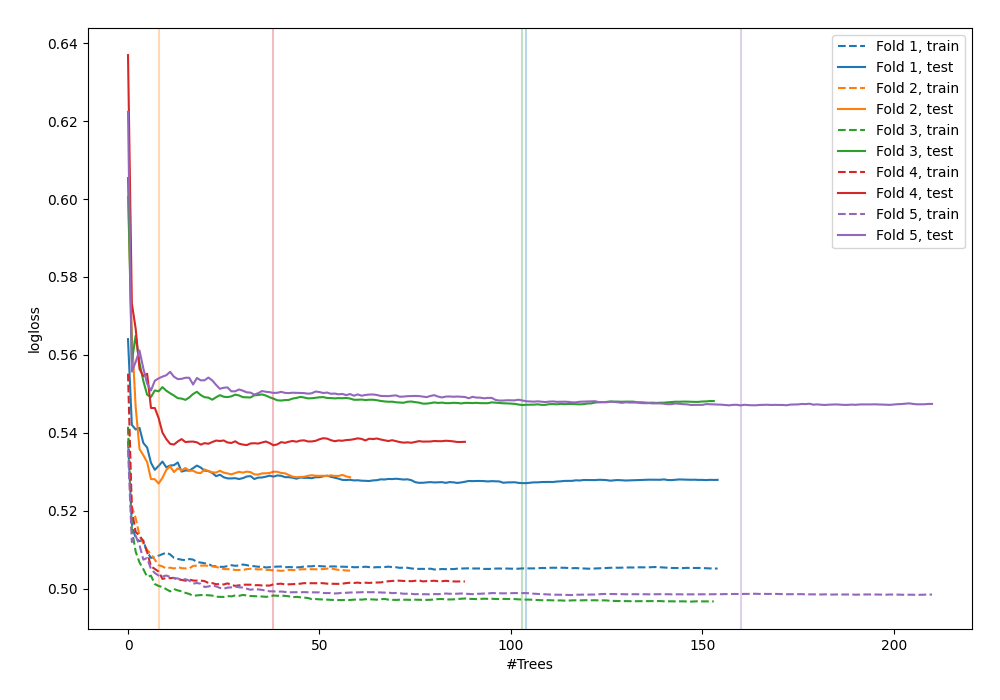 0.64
0.62
0.60
0.58
0.56
0.54
0.52
0.50
logloss
0
50
100
150
200
#Trees
Fold 1, train
Fold 1, test
Fold 2, train
Fold 2, test
Fold 3, train
Fold 3, test
Fold 4, train
Fold 4, test
Fold 5, train
Fold 5, test